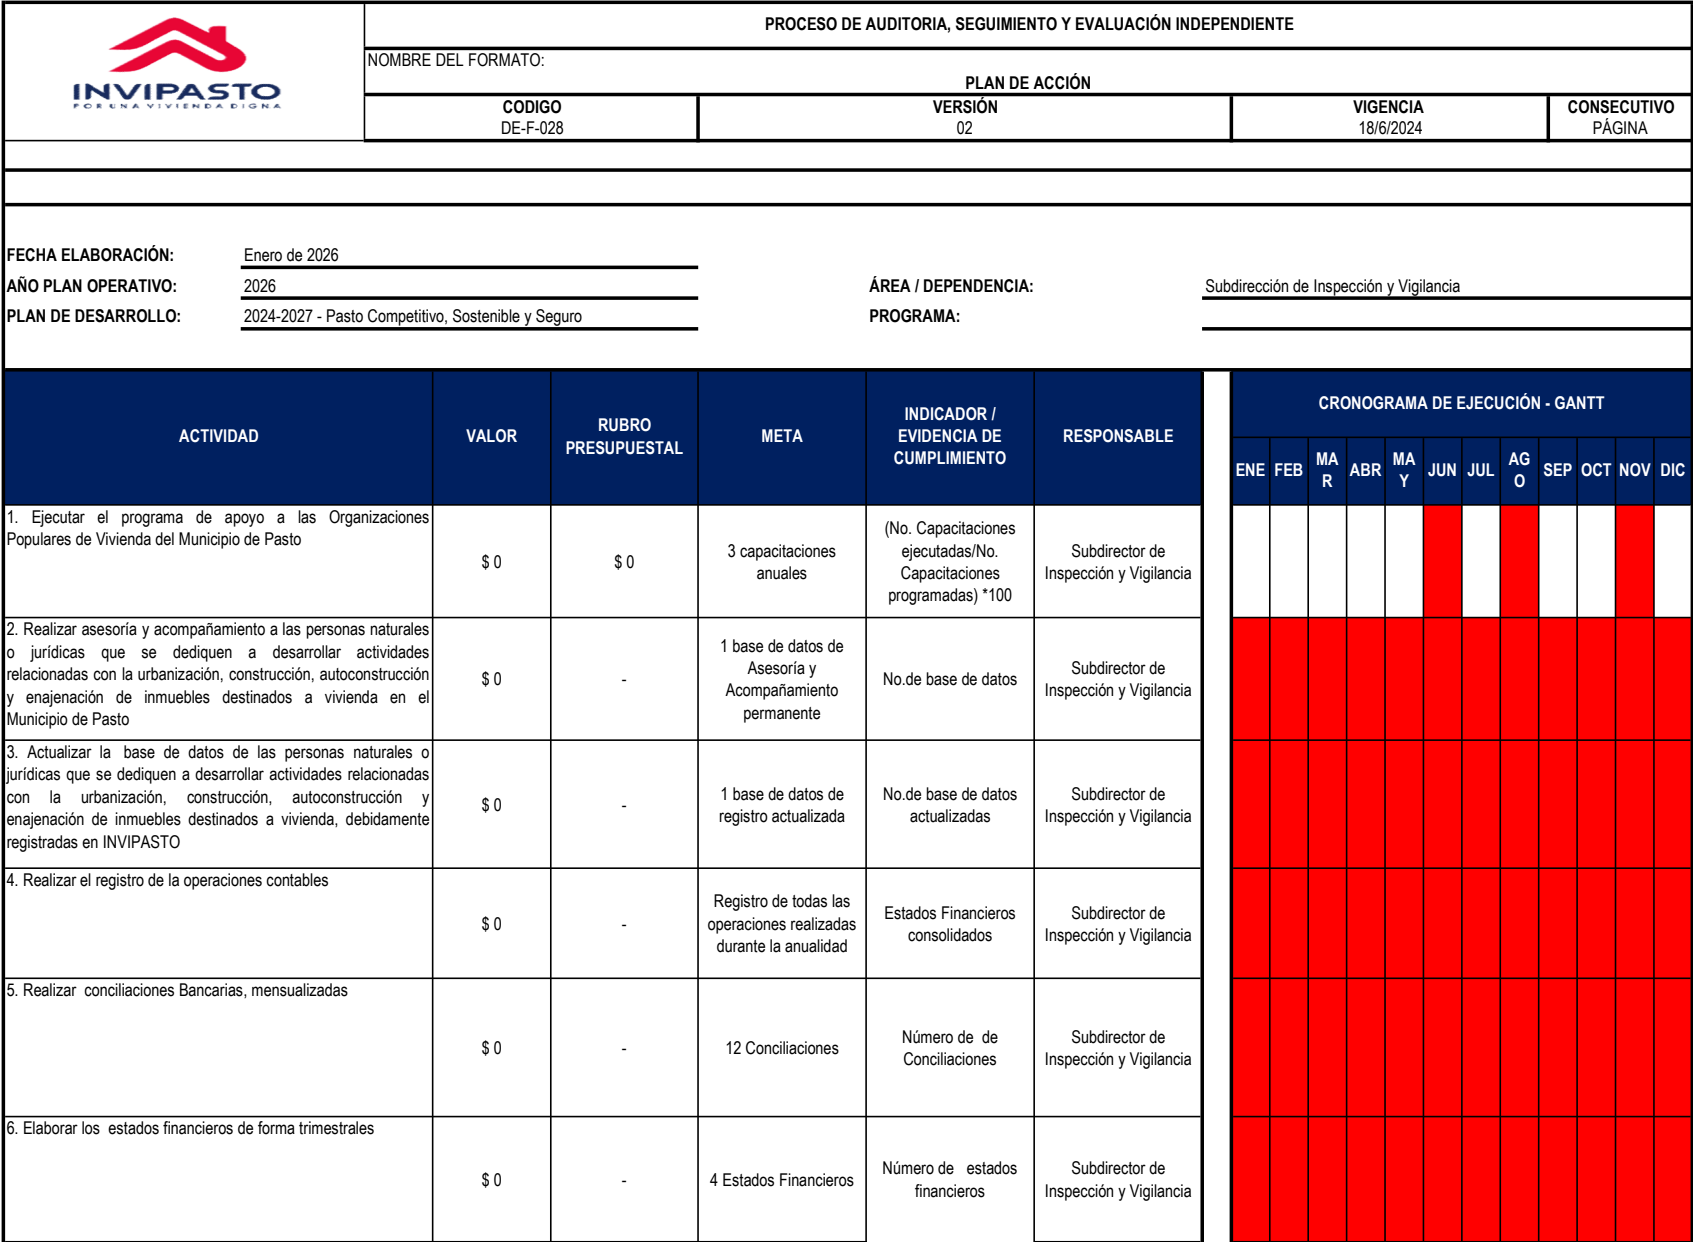 INVIPASTO
POR UNA VIVIENDA DIGNA
PROCESO DE AUDITORIA, SEGUIMIENTO Y EVALUACIÓN INDEPENDIENTE
NOMBRE DEL FORMATO:
PLAN DE ACCIÓN
CODIGO
DE-F-028
VERSIÓN
02
VIGENCIA
18/6/2024
CONSECUTIVO
PÁGINA
FECHA ELABORACIÓN: Enero de 2026
AÑO PLAN OPERATIVO: 2026
ÁREA / DEPENDENCIA: Subdirección de Inspección y Vigilancia
PLAN DE DESARROLLO: 2024-2027 - Pasto Competitivo, Sostenible y Seguro
PROGRAMA:
ACTIVIDAD
VALOR
RUBRO
PRESUPUESTAL
META
INDICADOR /
EVIDENCIA DE
CUMPLIMIENTO
RESPONSABLE
CRONOGRAMA DE EJECUCIÓN - GANTT
ENE
FEB
MA
R
ABR
MA
Y
JUN
JUL
AG
O
SEP
OCT
NOV
DIC
1. Ejecutar el programa de apoyo a las Organizaciones
Populares de Vivienda del Municipio de Pasto
$ 0
$ 0
3 capacitaciones
anuales
(No. Capacitaciones
ejecutadas/No.
Capacitaciones
programadas) *100
Subdirector de
Inspección y Vigilancia
2. Realizar asesoría y acompañamiento a las personas naturales
o jurídicas que se dediquen a desarrollar actividades
relacionadas con la urbanización, construcción, autoconstrucción
y enajenación de inmuebles destinados a vivienda en el
Municipio de Pasto
$ 0
-
1 base de datos de
Asesoría y
Acompañamiento
permanente
No.de base de datos
Subdirector de
Inspección y Vigilancia
3. Actualizar la base de datos de las personas naturales o
jurídicas que se dediquen a desarrollar actividades relacionadas
con la urbanización, construcción, autoconstrucción y
enajenación de inmuebles destinados a vivienda, debidamente
registradas en INVIPASTO
$ 0
-
1 base de datos de
registro actualizada
No.de base de datos
actualizadas
Subdirector de
Inspección y Vigilancia
4. Realizar el registro de la operaciones contables
$ 0
-
Registro de todas las
operaciones realizadas
durante la anualidad
Estados Financieros
consolidados
Subdirector de
Inspección y Vigilancia
5. Realizar conciliaciones Bancarias, mensualizadas
$ 0
-
12 Conciliaciones
Número de de
Conciliaciones
Subdirector de
Inspección y Vigilancia
6. Elaborar los estados financieros de forma trimestrales
$ 0
-
4 Estados Financieros
Número de estados
financieros
Subdirector de
Inspección y Vigilancia